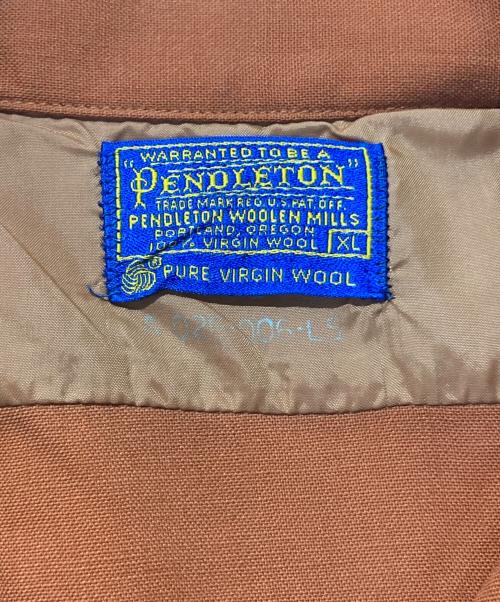 "WARRANTED TO BE A
PENDLETON"
TRADE MARK REG. U.S. PAT. OFF.
PENDLETON WOOLEN MILLS
PORTLAND, OREGON
100% VIRGIN WOOL XL
® PURE VIRGIN WOOL